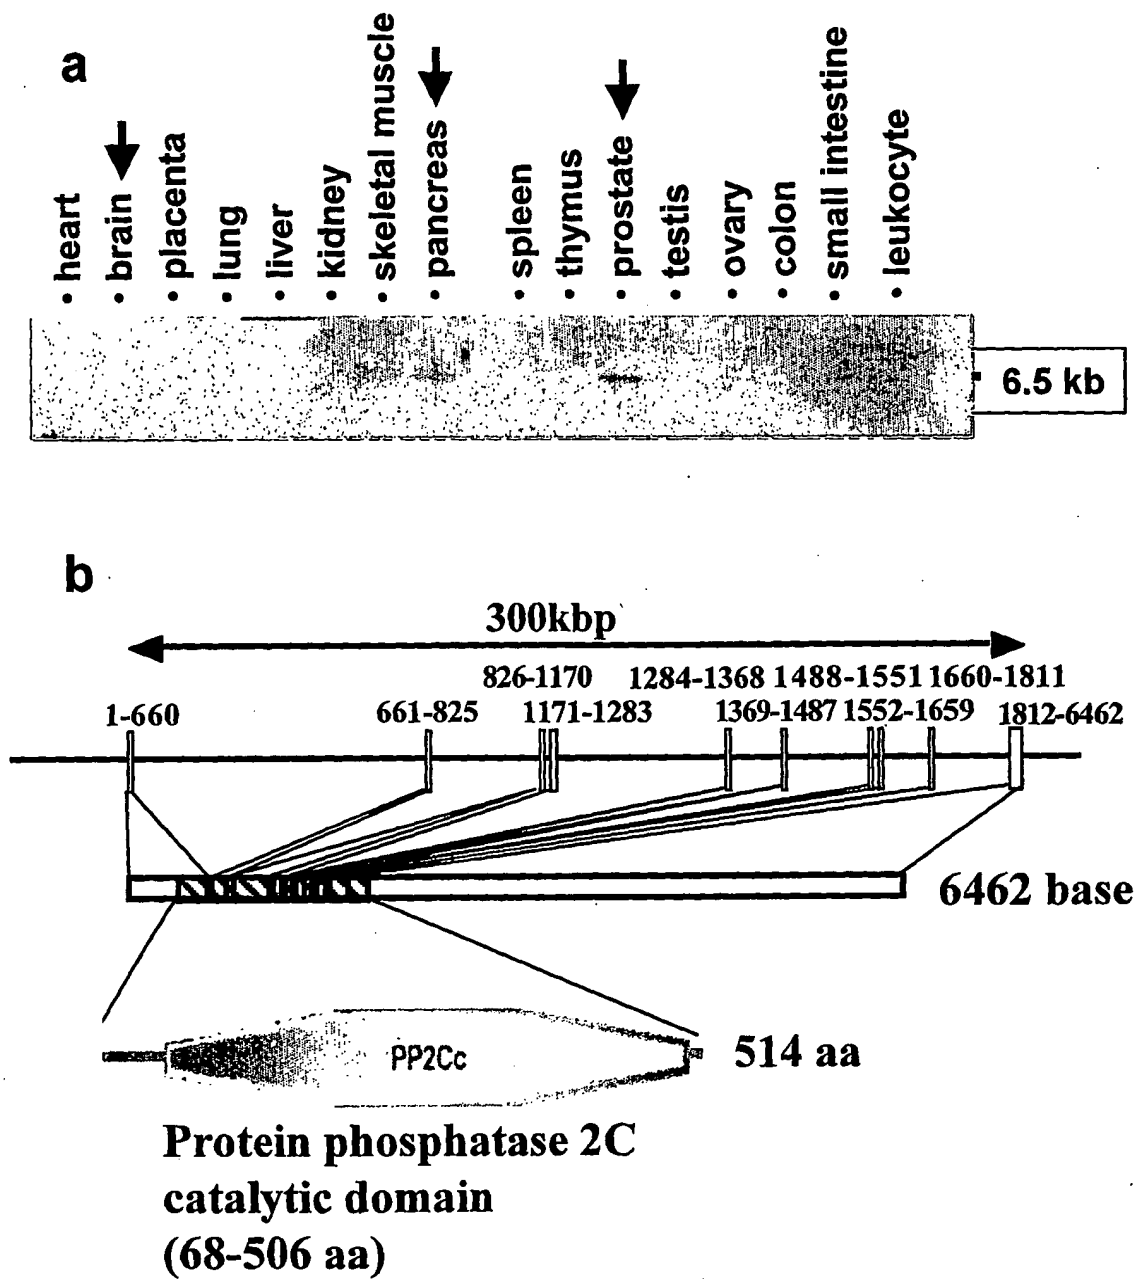 a
• heart
• brain
• placenta
• lung
• liver
• kidney
• skeletal muscle
• pancreas
• spleen
• thymus
• prostate
• testis
• ovary
• colon
• small intestine
• leukocyte
6.5 kb
b
300kbp
826-1170 1284-1368 1488-1551 1660-1811
1-660 661-825 1171-1283 1369-1487 1552-1659 1812-6462
6462 base
PP2Cc
514 aa
Protein phosphatase 2C
catalytic domain
(68-506 aa)